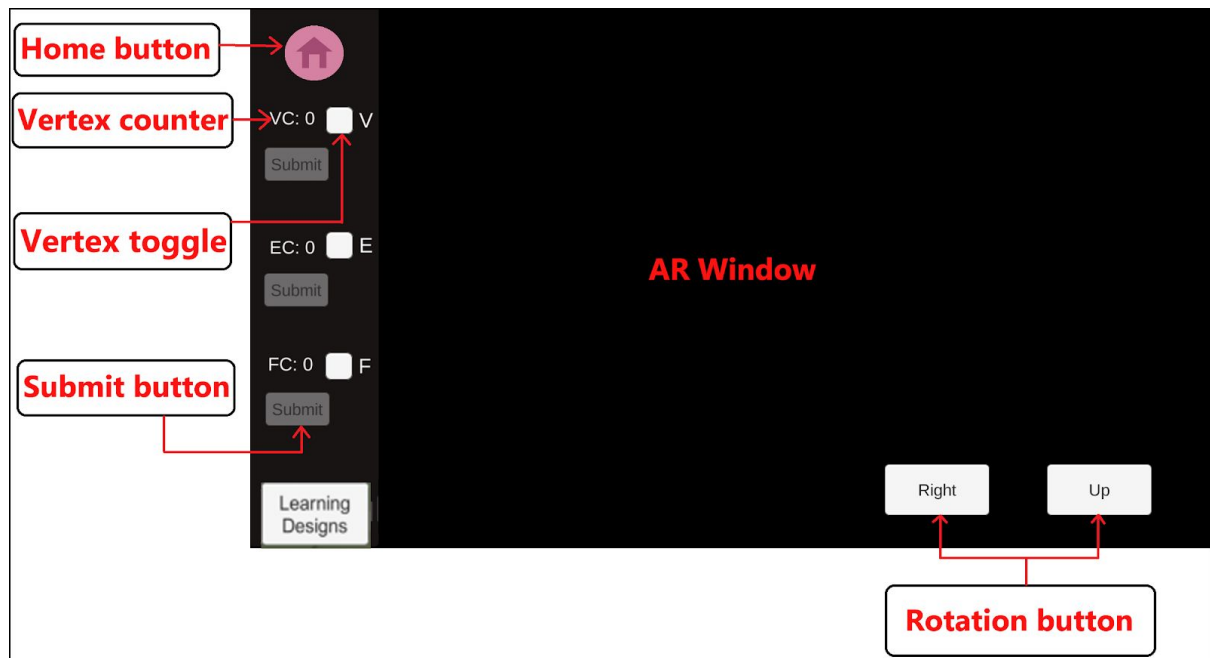 Home button
Vertex counter
VC: 0 V
Submit
Vertex toggle
EC: 0 E
AR Window
Submit
FC: 0 F
Submit button
Submit
Learning
Designs
Right
Up
Rotation button